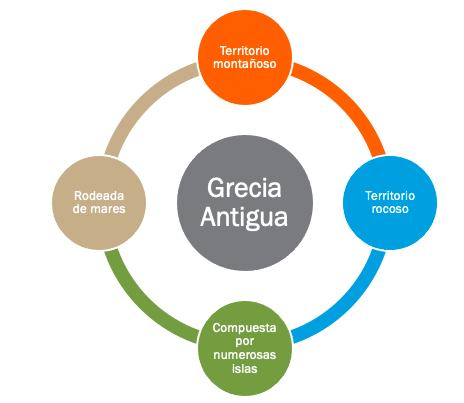 Territorio
montañoso
Grecia
Antigua
Rodeada
de mares
Territorio
rocoso
Compuesta
por
numerosas
islas